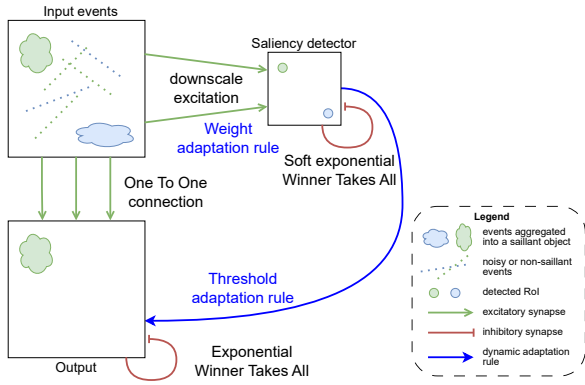 Input events
Saliency detector
downscale
excitation
Weight
adaptation rule
Soft exponential
Winner Takes All
One To One
connection
Threshold
adaptation rule
Output
Exponential
Winner Takes All
Legend
events aggregated
into a saillant object
noisy or non-saillant
events
detected RoI
excitatory synapse
inhibitory synapse
dynamic adaptation
rule